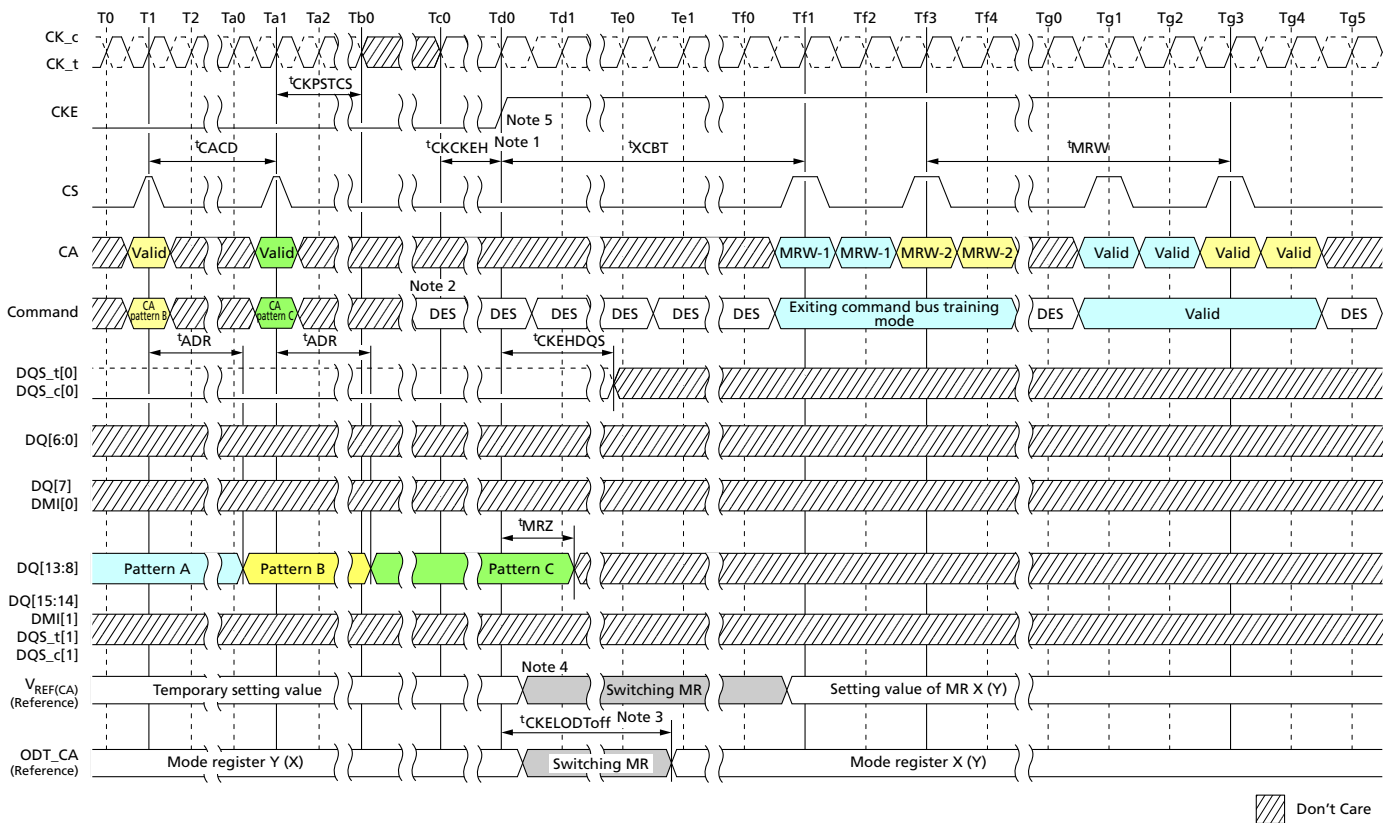 T0 T1 T2 Ta0 Ta1 Ta2 Tb0 Tc0 Td0 Td1 Te0 Te1 Tf0 Tf1 Tf2 Tf3 Tf4 Tg0 Tg1 Tg2 Tg3 Tg4 Tg5
CK_c
CK_t
tCKPSTCS
CKE
Note 5
Note 1
tCACD
tCKCKEH
tXCBT
tMRW
CS
CA
Valid
Valid
MRW-1
MRW-1
MRW-2
MRW-2
Valid
Valid
Valid
Valid
Note 2
Command
CA
pattern B
CA
pattern C
DES
DES
DES
DES
DES
DES
Exiting command bus training
mode
DES
Valid
DES
tADR
tADR
tCKEHDQS
DQS_t[0]
DQS_c[0]
DQ[6:0]
DQ[7]
DMI[0]
tMRZ
DQ[13:8]
Pattern A
Pattern B
Pattern C
DQ[15:14]
DMI[1]
DQS_t[1]
DQS_c[1]
Note 4
VREF(CA)
(Reference)
Temporary setting value
Switching MR
Setting value of MR X (Y)
tCKELODToff
Note 3
ODT_CA
(Reference)
Mode register Y (X)
Switching MR
Mode register X (Y)
Don't Care